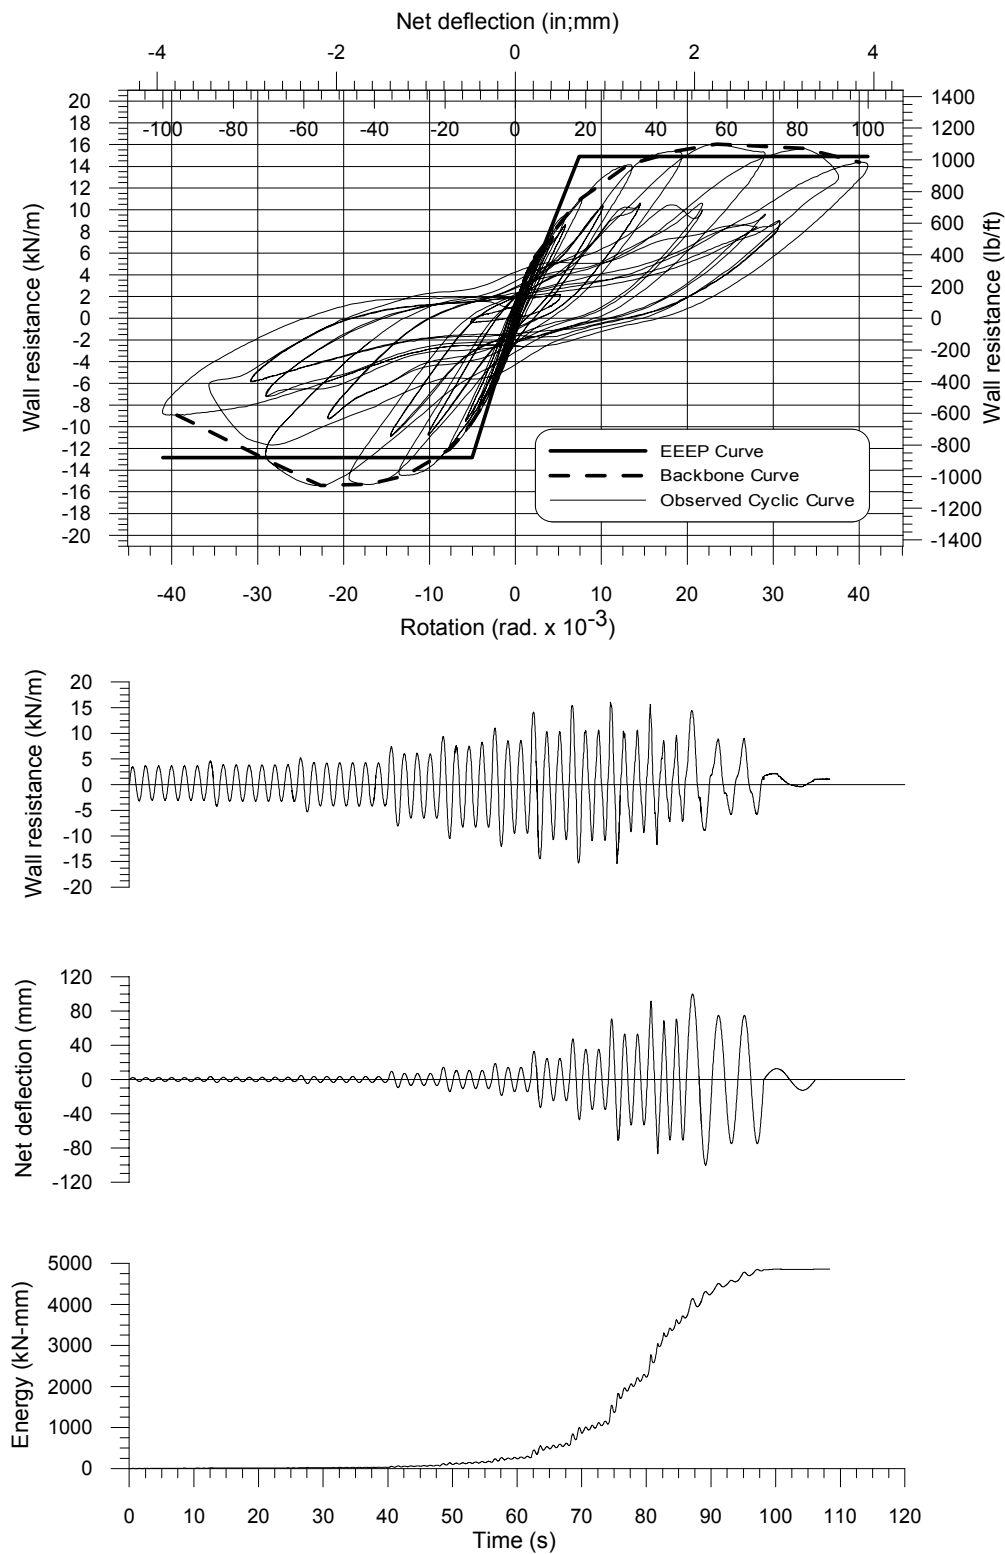 Net deflection (in;mm)
-4 -2 0 2 4
20 1400
-100 -80 -60 -40 -20 0 20 40 60 80 100
18 1200
16
14 1000
12 800
10
8 600
6 400
4
2 200
0 0
-2 -200
-4
-6 -400
-8 -600
-10
-12 -800
-14 -1000
-16
-18 -1200
-20 -1400
Wall resistance (kN/m)
Wall resistance (lb/ft)
EEEP Curve
Backbone Curve
Observed Cyclic Curve
-40 -30 -20 -10 0 10 20 30 40
Rotation (rad. x 10-3)
Wall resistance (kN/m)
20
15
10
5
0
-5
-10
-15
-20
Net deflection (mm)
120
80
40
0
-40
-80
-120
Energy (kN-mm)
5000
4000
3000
2000
1000
0
0 10 20 30 40 50 60 70 80 90 100 110 120
Time (s)